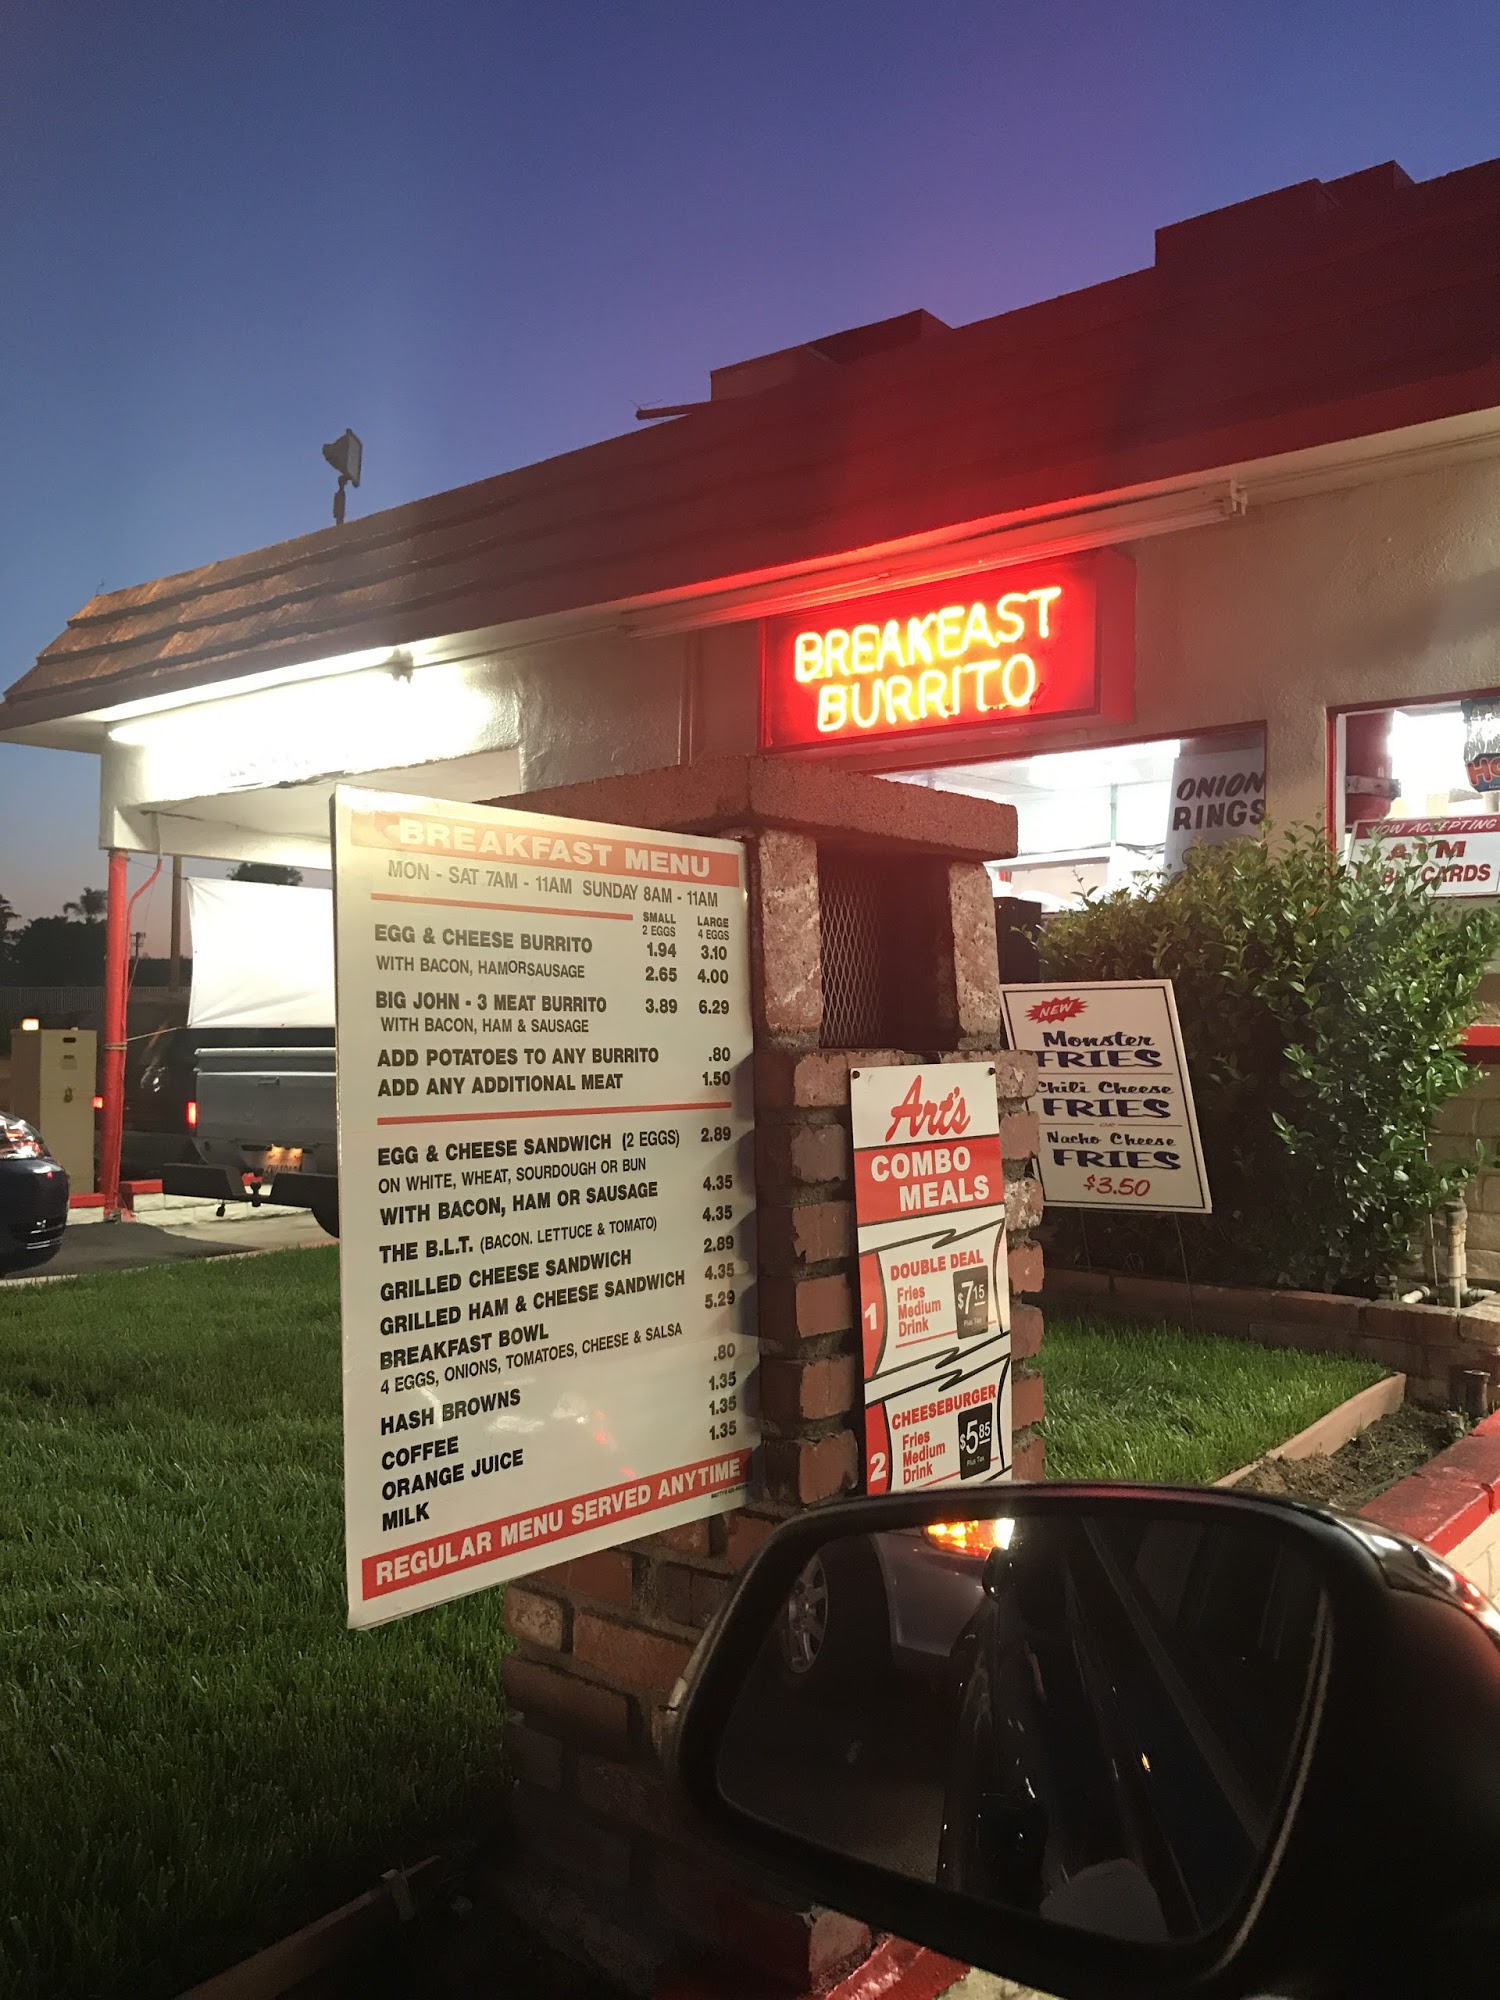 BREAKFAST
BURRITO
BREAKFAST MENU
MON - SAT 7AM - 11AM SUNDAY 8AM - 11AM
SMALL LARGE
2 EGGS 4 EGGS
EGG & CHEESE BURRITO 1.94 3.10
WITH BACON, HAM OR SAUSAGE 2.65 4.00
BIG JOHN - 3 MEAT BURRITO 3.89 6.29
WITH BACON, HAM & SAUSAGE
ADD POTATOES TO ANY BURRITO .80
ADD ANY ADDITIONAL MEAT 1.50
EGG & CHEESE SANDWICH (2 EGGS) 2.89
ON WHITE, WHEAT, SOURDOUGH OR BUN
WITH BACON, HAM OR SAUSAGE 4.35
THE B.L.T. (BACON. LETTUCE & TOMATO) 4.35
GRILLED CHEESE SANDWICH 2.89
GRILLED HAM & CHEESE SANDWICH 4.35
BREAKFAST BOWL 5.29
4 EGGS, ONIONS, TOMATOES, CHEESE & SALSA
HASH BROWNS .80
COFFEE 1.35
ORANGE JUICE 1.35
MILK 1.35
REGULAR MENU SERVED ANYTIME
Art's
COMBO
MEALS
1
DOUBLE DEAL
Fries
Medium
Drink
$7.15
Plus Tax
2
CHEESEBURGER
Fries
Medium
Drink
$5.85
Plus Tax
NEW
Monster
FRIES
Chili Cheese
FRIES
OR
Nacho Cheese
FRIES
$3.50
ONION
RINGS
NOW ACCEPTING
ATM
CARDS